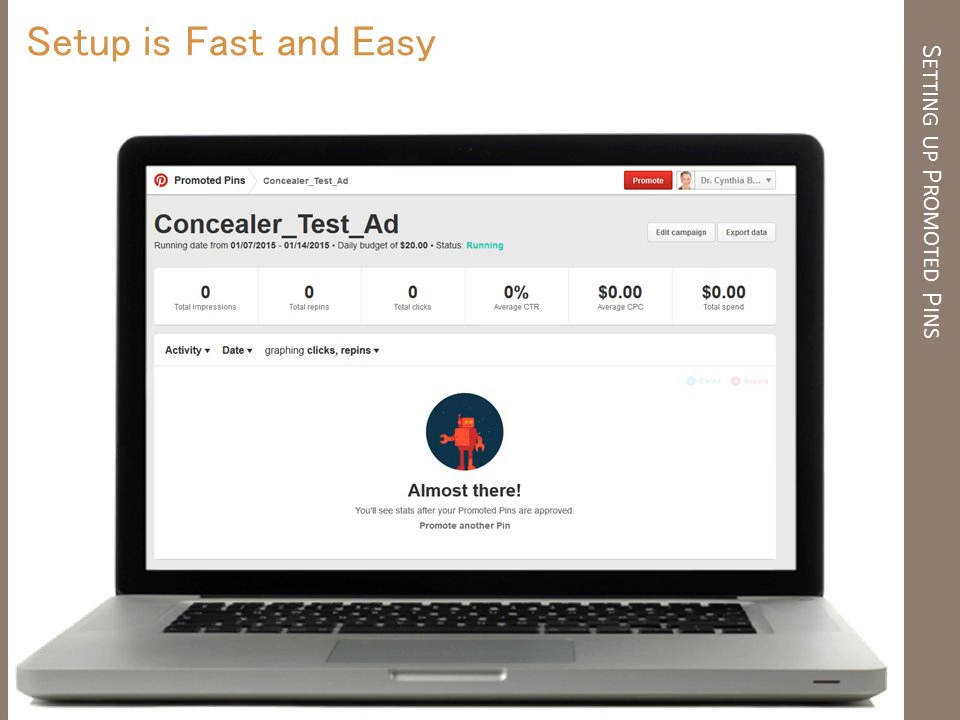 Setup is Fast and Easy
SETTING UP PROMOTED PINS
Promoted Pins Concealer_Test_Ad Promote Dr. Cynthia B... ▾
Concealer_Test_Ad
Running date from 01/07/2015 - 01/14/2015 • Daily budget of $20.00 • Status: Running
Edit campaign Export data
0 0 0 0% $0.00 $0.00
Total impressions Total repins Total clicks Average CTR Average CPC Total spend
Activity ▾ Date ▾ graphing clicks, repins ▾
Clicks Repins
Almost there!
You'll see stats after your Promoted Pins are approved.
Promote another Pin